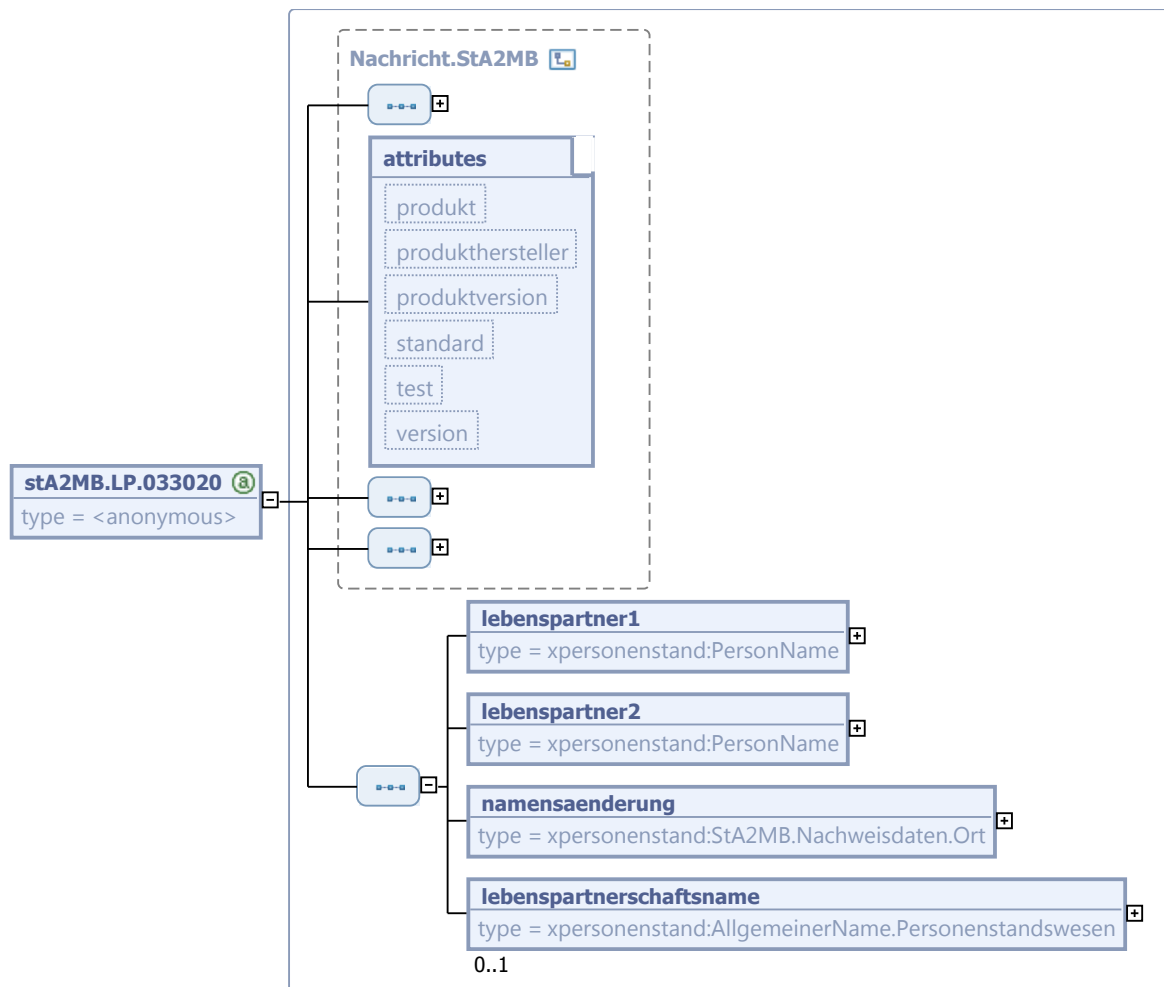 Nachricht.StA2MB
attributes
produkt
produkthersteller
produktversion
standard
test
version
stA2MB.LP.033020 a
type = <anonymous>
lebenspartner1
type = xpersonenstand:PersonName
lebenspartner2
type = xpersonenstand:PersonName
namensaenderung
type = xpersonenstand:StA2MB.Nachweisdaten.Ort
lebenspartnerschaftsname
type = xpersonenstand:AllgemeinerName.Personenstandswesen
0..1